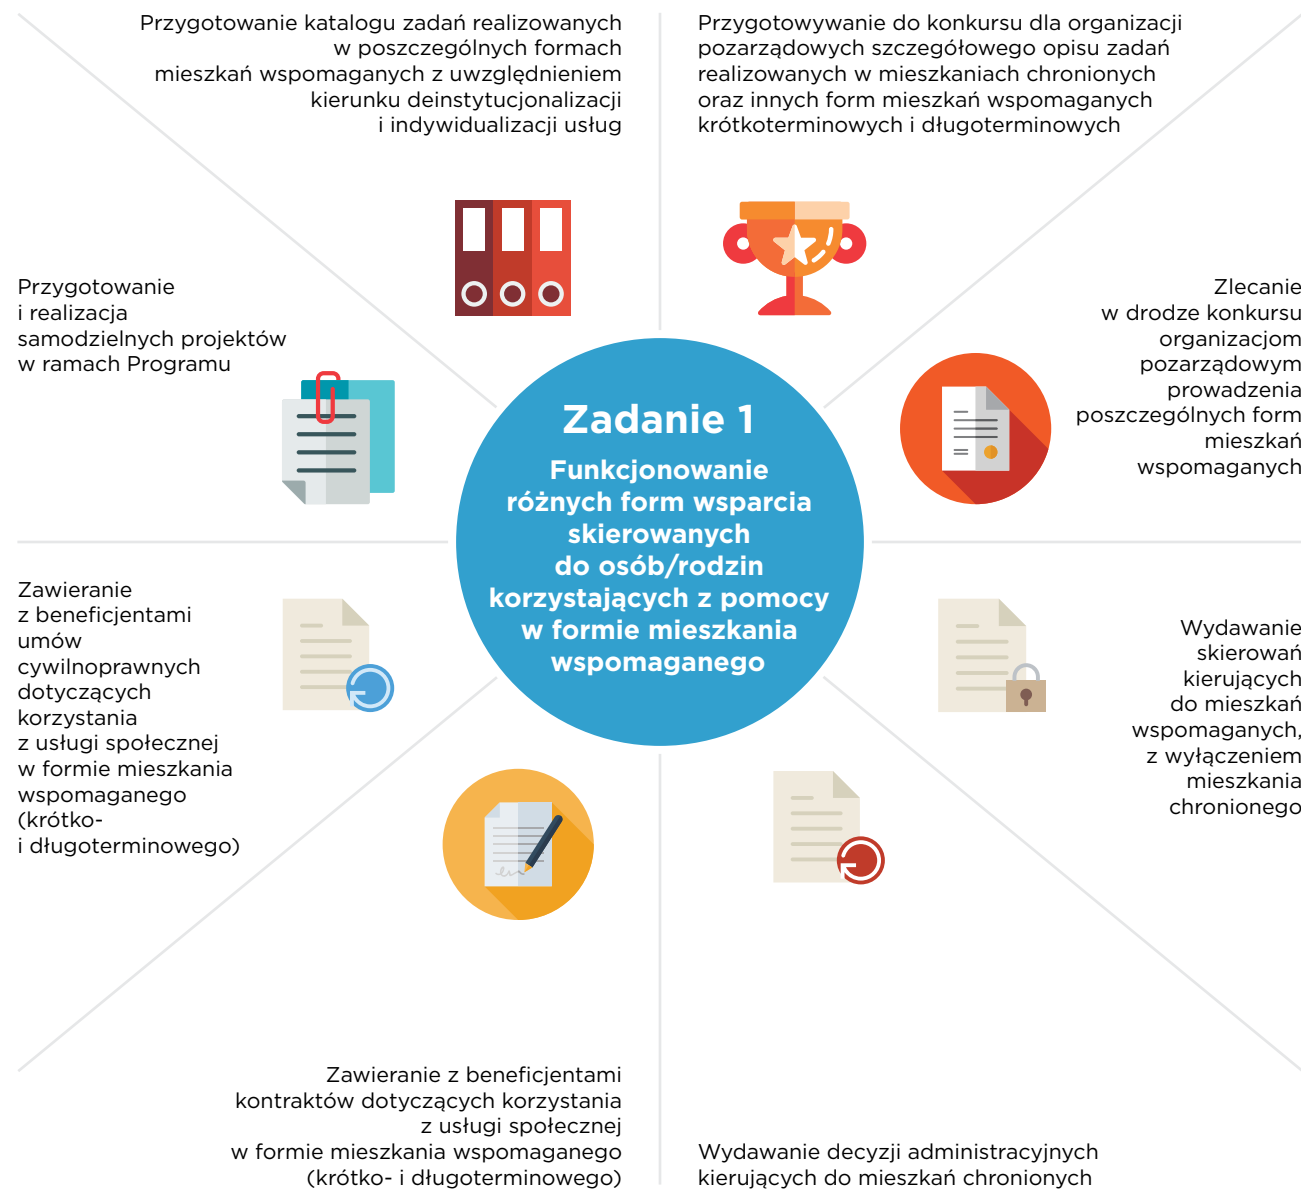 Przygotowanie katalogu zadań realizowanych
w poszczególnych formach
mieszkań wspomaganych z uwzględnieniem
kierunku deinstytucjonalizacji
i indywidualizacji usług
Przygotowywanie do konkursu dla organizacji
pozarządowych szczegółowego opisu zadań
realizowanych w mieszkaniach chronionych
oraz innych form mieszkań wspomaganych
krótkoterminowych i długoterminowych
Przygotowanie
i realizacja
samodzielnych projektów
w ramach Programu
Zlecanie
w drodze konkursu
organizacjom
pozarządowym
prowadzenia
poszczególnych form
mieszkań
wspomaganych
Zadanie 1
Funkcjonowanie
różnych form wsparcia
skierowanych
do osób/rodzin
korzystających z pomocy
w formie mieszkania
wspomaganego
Zawieranie
z beneficjentami
umów
cywilnoprawnych
dotyczących
korzystania
z usługi społecznej
w formie mieszkania
wspomaganego
(krótko-
i długoterminowego)
Wydawanie
skierowań
kierujących
do mieszkań
wspomaganych,
z wyłączeniem
mieszkania
chronionego
Zawieranie z beneficjentami
kontraktów dotyczących korzystania
z usługi społecznej
w formie mieszkania wspomaganego
(krótko- i długoterminowego)
Wydawanie decyzji administracyjnych
kierujących do mieszkań chronionych